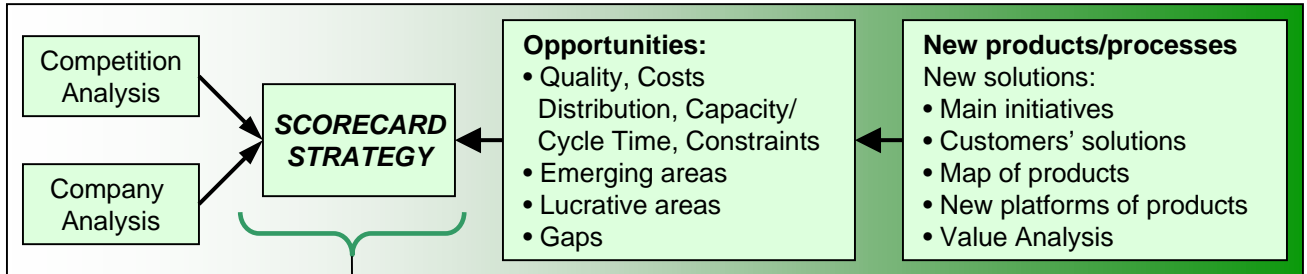 Competition
Analysis
Company
Analysis
SCORECARD
STRATEGY
Opportunities:
• Quality, Costs
Distribution, Capacity/
Cycle Time, Constraints
• Emerging areas
• Lucrative areas
• Gaps
New products/processes
New solutions:
• Main initiatives
• Customers’ solutions
• Map of products
• New platforms of products
• Value Analysis